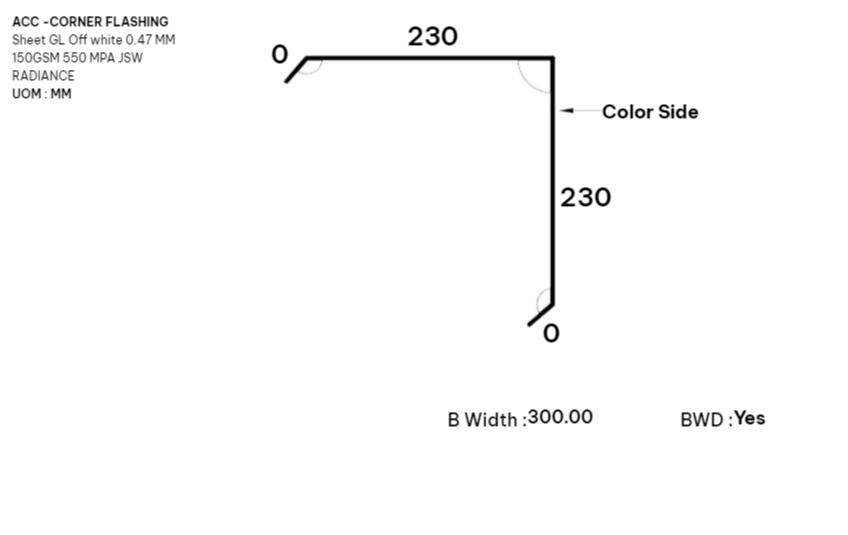 ACC -CORNER FLASHING
Sheet GL Off white 0.47 MM
150GSM 550 MPA JSW
RADIANCE
UOM : MM
0
230
Color Side
230
0
B Width :300.00
BWD :Yes